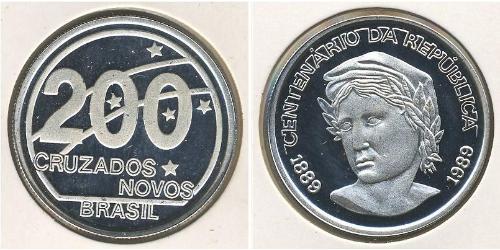 200
CRUZADOS
NOVOS
BRASIL
CENTENÁRIO DA REPÚBLICA
1889
1989